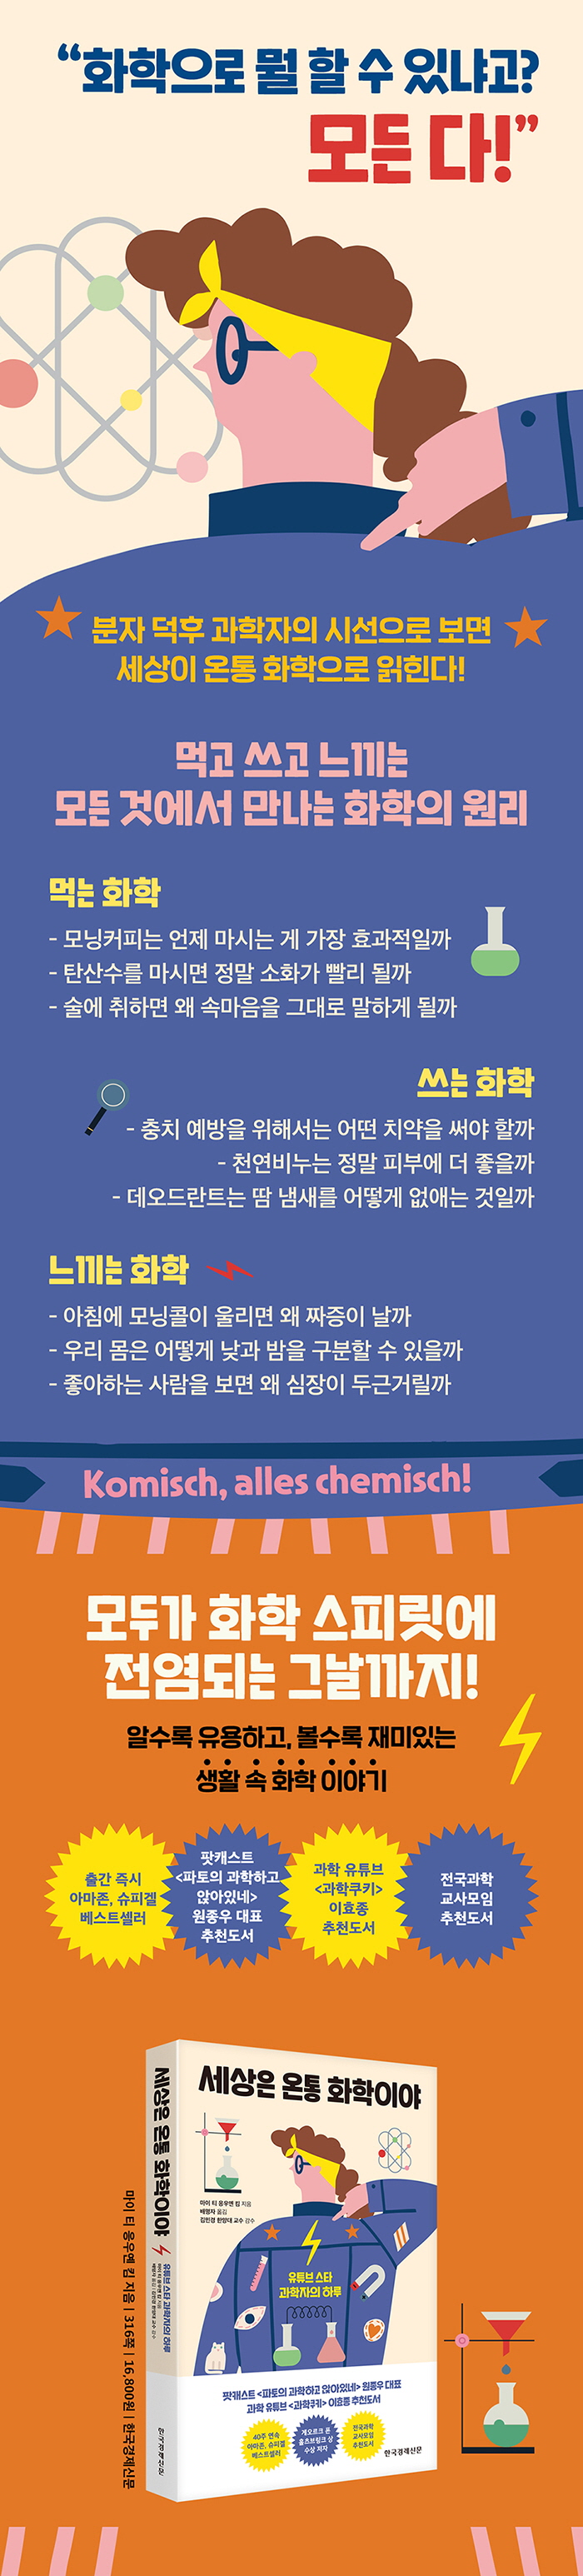 “화학으로 뭘 할 수 있냐고?
모든 다!”
분자 덕후 과학자의 시선으로 보면
세상이 온통 화학으로 읽힌다!
먹고 쓰고 느끼는
모든 것에서 만나는 화학의 원리
먹는 화학
- 모닝커피는 언제 마시는 게 가장 효과적일까
- 탄산수를 마시면 정말 소화가 빨리 될까
- 술에 취하면 왜 속마음을 그대로 말하게 될까
쓰는 화학
- 충치 예방을 위해서는 어떤 치약을 써야 할까
- 천연비누는 정말 피부에 더 좋을까
- 데오드란트는 땀 냄새를 어떻게 없애는 것일까
느끼는 화학
- 아침에 모닝콜이 울리면 왜 짜증이 날까
- 우리 몸은 어떻게 낮과 밤을 구분할 수 있을까
- 좋아하는 사람을 보면 왜 심장이 두근거릴까
Komisch, alles chemisch!
모두가 화학 스피릿에
전염되는 그날까지!
알수록 유용하고, 볼수록 재미있는
생활 속 화학 이야기
출간 즉시
아마존, 슈피겔
베스트셀러
팟캐스트
<파토의 과학하고
앉아있네>
원종우 대표
추천도서
과학 유튜브
<과학쿠키>
이효종
추천도서
전국과학
교사모임
추천도서
세상은 온통 화학이야
마이 티 응우옌 킴 지음
배명자 옮김
김민경 한양대 교수 감수
유튜브 스타
과학자의 하루
팟캐스트 <파토의 과학하고 앉아있네> 원종우 대표
과학 유튜브 <과학쿠키> 이효종 추천도서
40주 연속
아마존, 슈피겔
베스트셀러
게오르크 폰
홀츠브링크 상
수상 저자
전국과학
교사모임
추천도서
한국경제신문
세상은 온통 화학이야
유튜브 스타 과학자의 하루
한국경제신문
마이 티 응우옌 킴 지음 | 316쪽 | 16,800원 | 한국경제신문